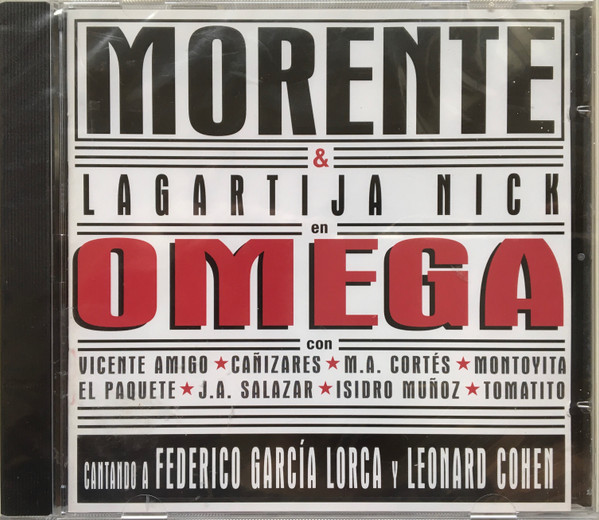 MORENTE
&
LAGARTIJA NICK
en
OMEGA
con
VICENTE AMIGO ★ CAÑIZARES ★ M.A. CORTÉS ★ MONTOYITA
EL PAQUETE ★ J.A. SALAZAR ★ ISIDRO MUÑOZ ★ TOMATITO
CANTANDO A FEDERICO GARCÍA LORCA Y LEONARD COHEN